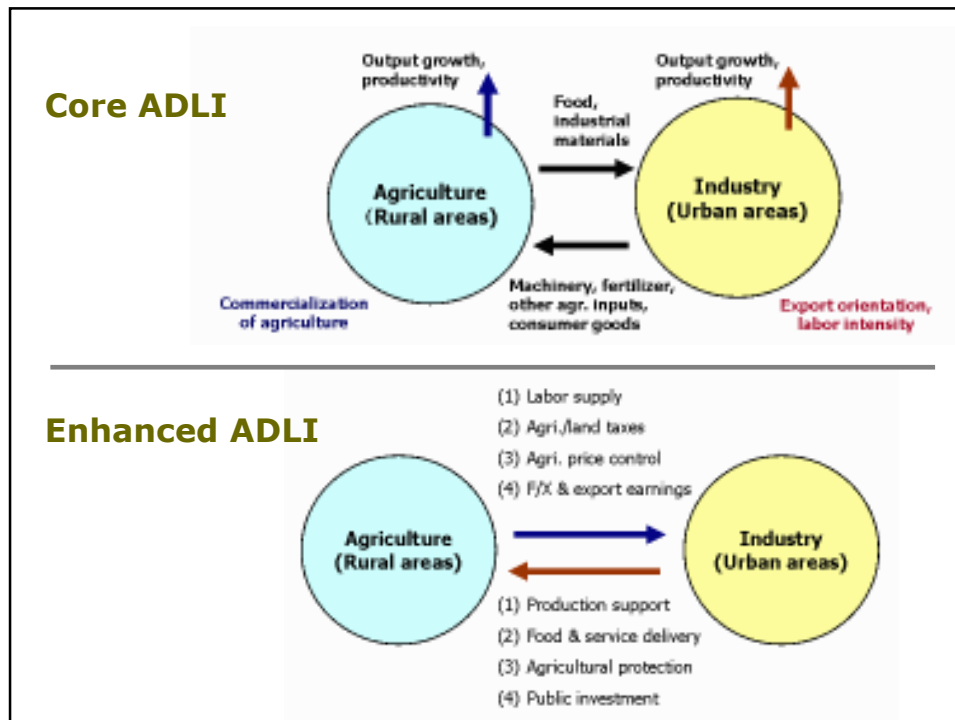 Core ADLI
Output growth,
productivity
Output growth,
productivity
Food,
industrial
materials
Agriculture
(Rural areas)
Industry
(Urban areas)
Machinery, fertilizer,
other agr. inputs,
consumer goods
Commercialization
of agriculture
Export orientation,
labor intensity
Enhanced ADLI
(1) Labor supply
(2) Agri./land taxes
(3) Agri. price control
(4) F/X & export earnings
Agriculture
(Rural areas)
Industry
(Urban areas)
(1) Production support
(2) Food & service delivery
(3) Agricultural protection
(4) Public investment